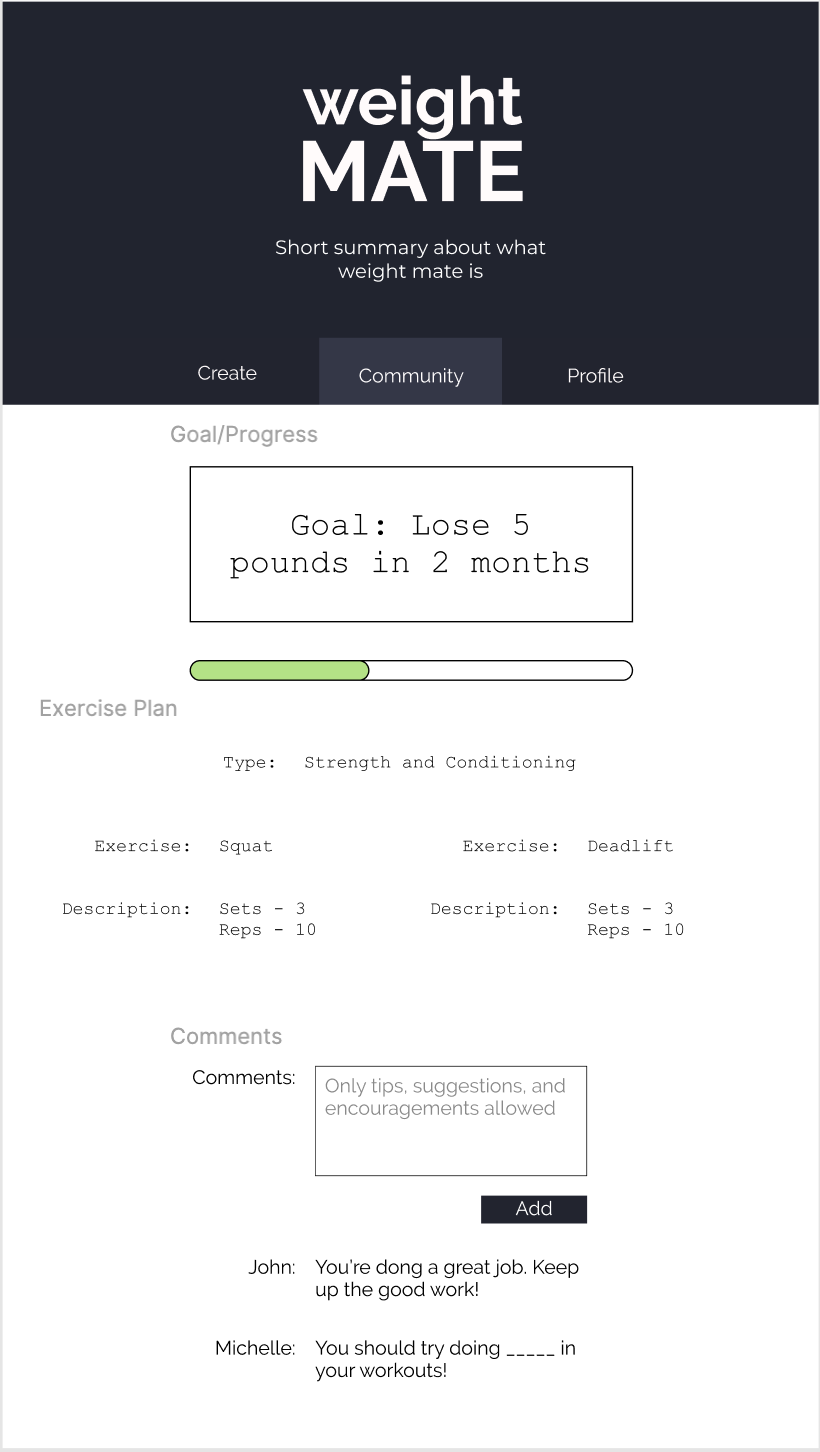 weight
MATE
Short summary about what
weight mate is
Create Community Profile
Goal/Progress
Goal: Lose 5
pounds in 2 months
Exercise Plan
Type: Strength and Conditioning
Exercise: Squat Exercise: Deadlift
Description: Sets - 3 Description: Sets - 3
Reps - 10 Reps - 10
Comments
Comments: Only tips, suggestions, and
encouragements allowed
Add
John: You're dong a great job. Keep
up the good work!
Michelle: You should try doing _____ in
your workouts!